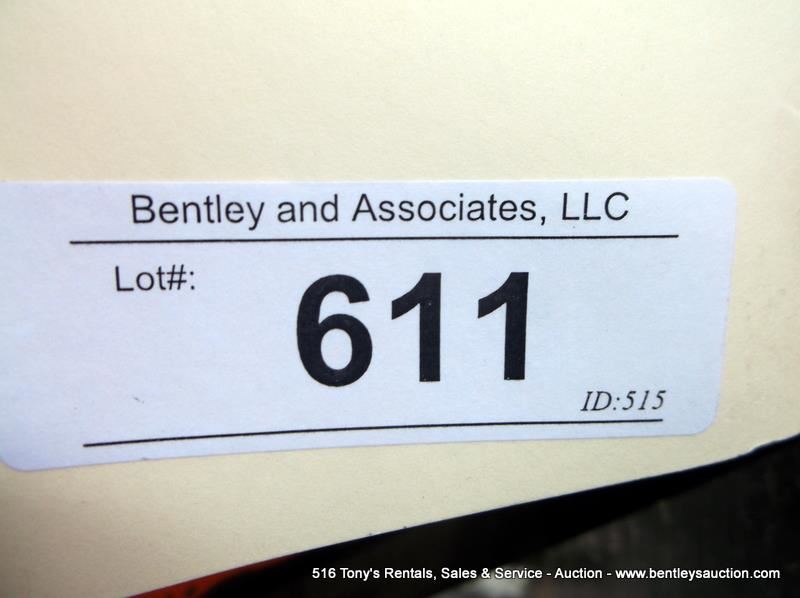 Bentley and Associates, LLC
Lot#:
611
ID:515
516 Tony's Rentals, Sales & Service - Auction - www.bentleysauction.com